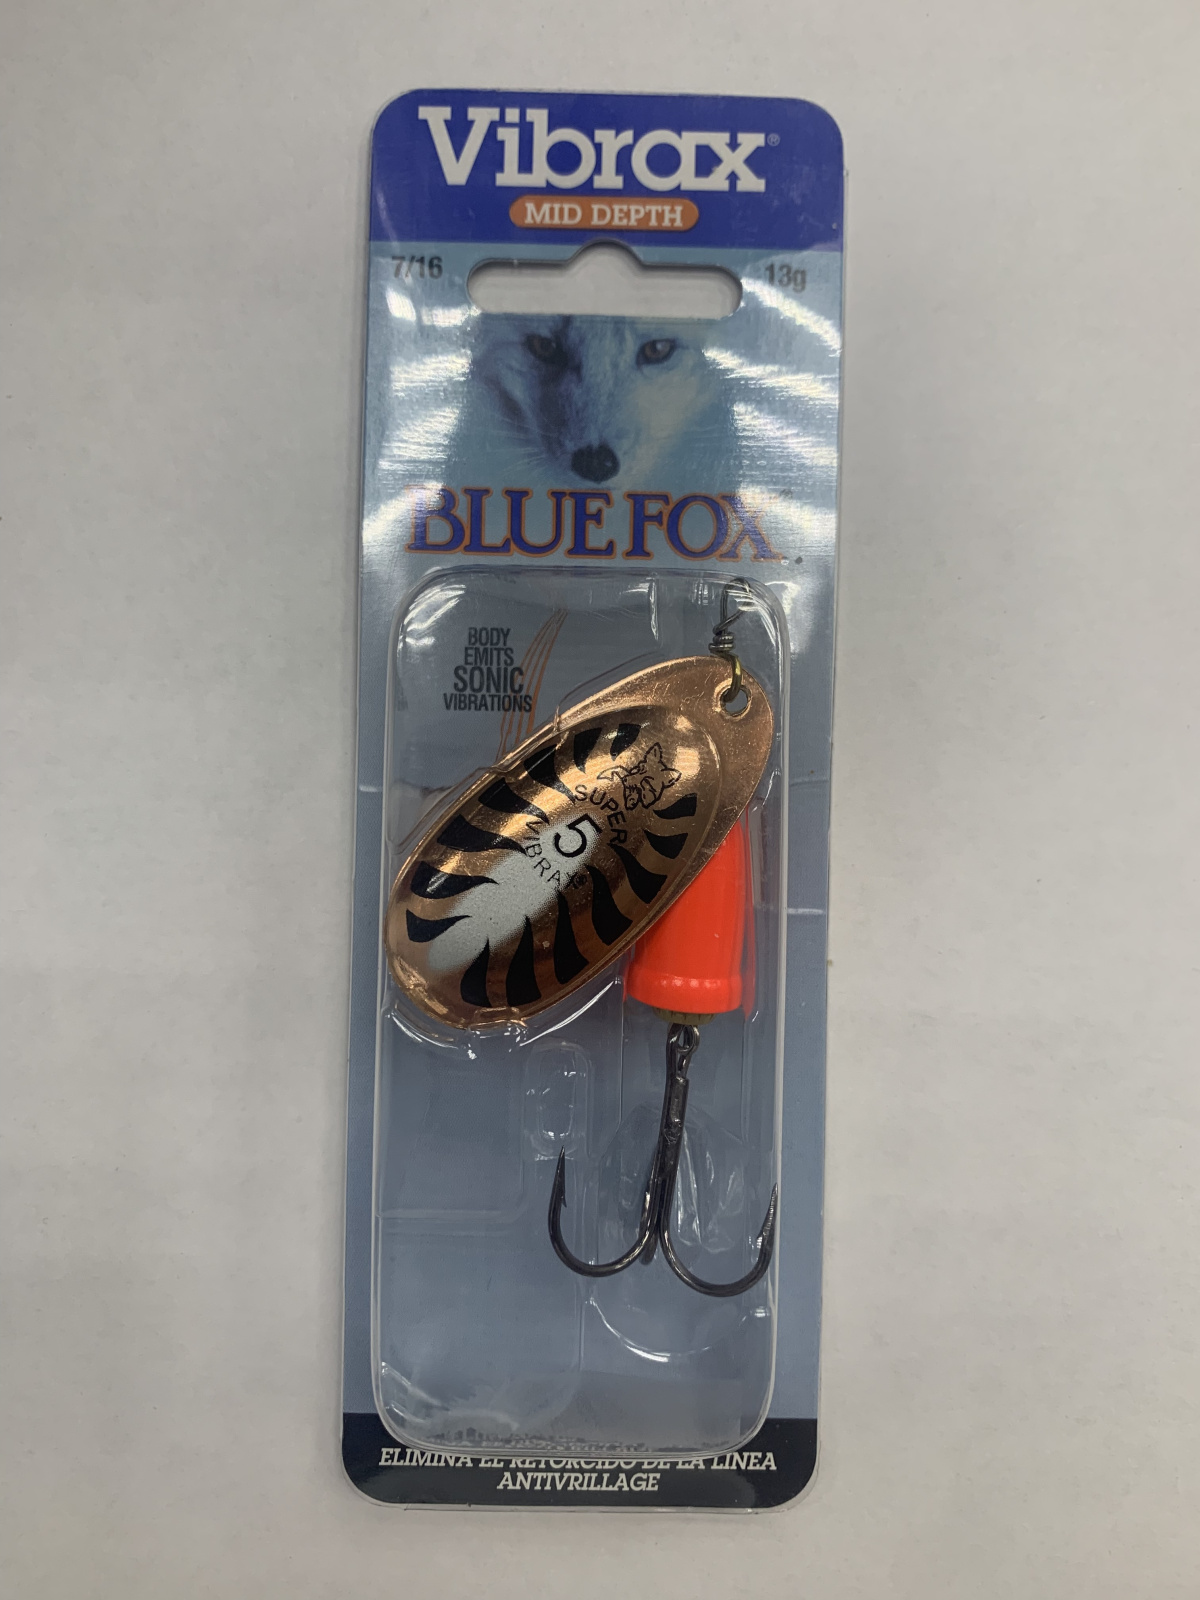 Vibrax®
MID DEPTH
7/16 13g
BLUE FOX
BODY
EMITS
SONIC
VIBRATIONS
SUPER
5
VIBRAX®
ELIMINA EL RETORCIDO DE LA LINEA
ANTIVRILLAGE